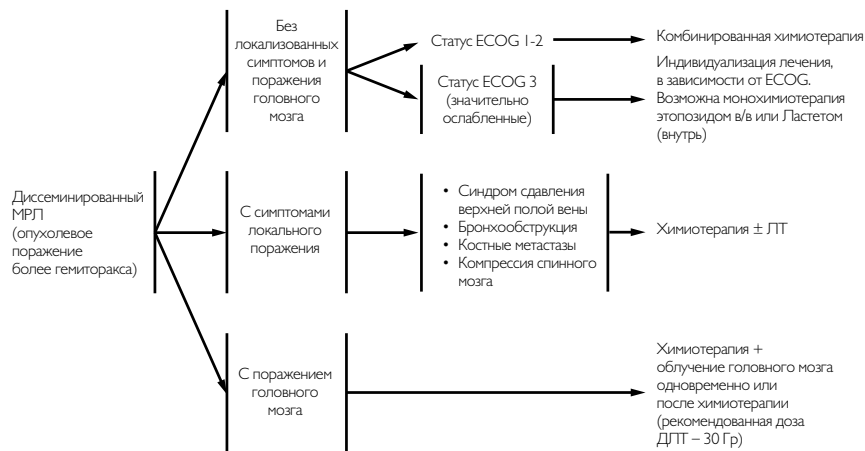 Диссеминированный
МРЛ
(опухолевое
поражение
более гемиторакса)
Без
локализованных
симптомов и
поражения
головного
мозга
Статус ECOG 1-2
Комбинированная химиотерапия
Статус ECOG 3
(значительно
ослабленные)
Индивидуализация лечения,
в зависимости от ECOG.
Возможна монохимиотерапия
этопозидом в/в или Ластетом
(внутрь)
С симптомами
локального
поражения
• Синдром сдавления
верхней полой вены
• Бронхообструкция
• Костные метастазы
• Компрессия спинного
мозга
Химиотерапия ± ЛТ
С поражением
головного
мозга
Химиотерапия +
облучение головного мозга
одновременно или
после химиотерапии
(рекомендованная доза
ДЛТ – 30 Гр)